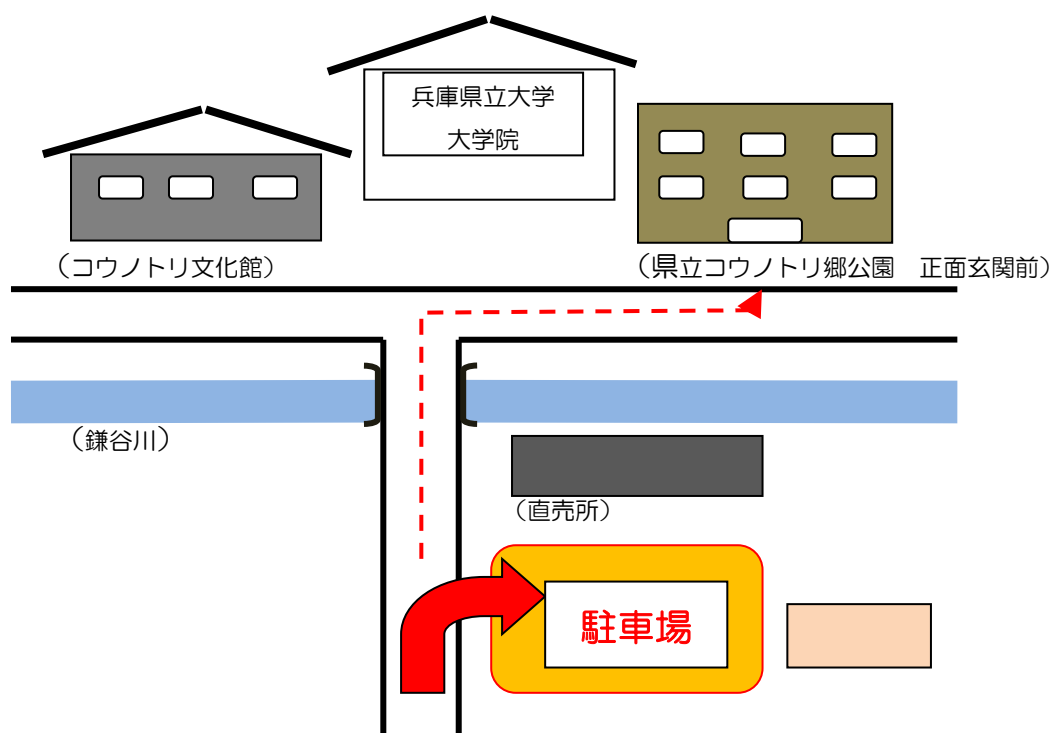 兵庫県立大学
大学院
（コウノトリ文化館）
（県立コウノトリ郷公園　正面玄関前）
（鎌谷川）
（直売所）
駐車場